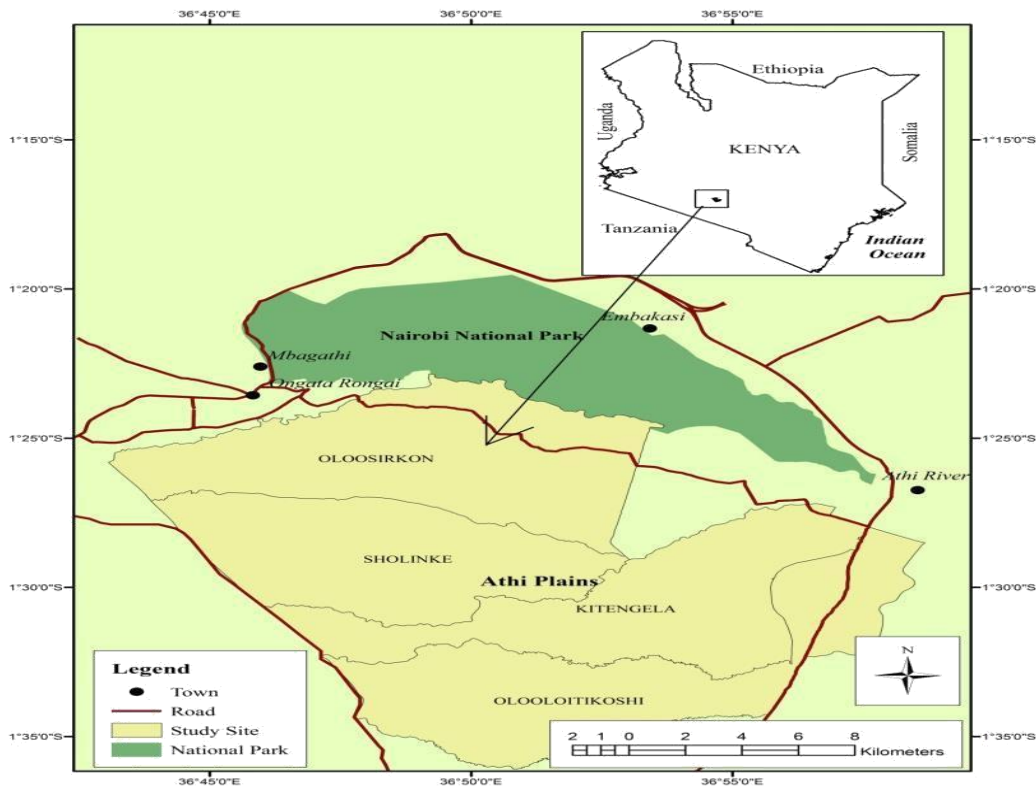 36°45'0"E 36°50'0"E 36°55'0"E
1°15'0"S 1°15'0"S
1°20'0"S 1°20'0"S
1°25'0"S 1°25'0"S
1°30'0"S 1°30'0"S
1°35'0"S 1°35'0"S
Ethiopia
Uganda
Somalia
KENYA
Tanzania
Indian
Ocean
Embakasi
Nairobi National Park
Mbagathi
Ongata Rongai
OLOOSIRKON
Athi River
SHOLINKE
Athi Plains
KITENGELA
OLOOLOITIKOSHI
N
Legend
Town
Road
Study Site
National Park
2 1 0 2 4 6 8
Kilometers
36°45'0"E 36°50'0"E 36°55'0"E